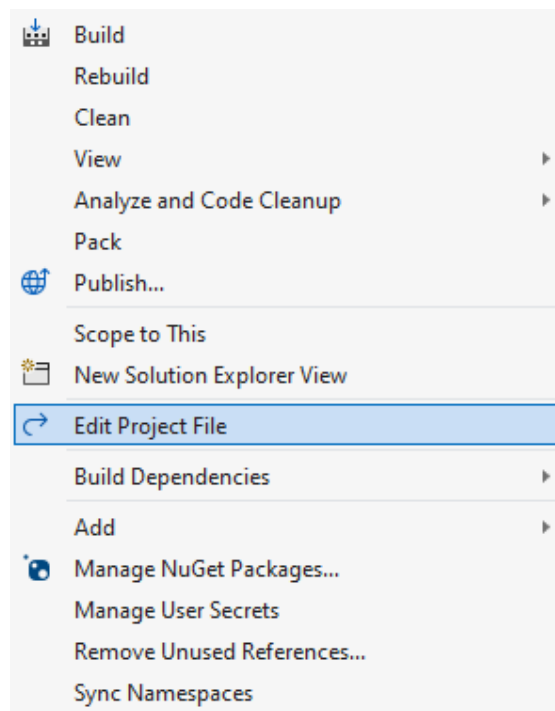 Build
Rebuild
Clean
View
Analyze and Code Cleanup
Pack
Publish...
Scope to This
New Solution Explorer View
Edit Project File
Build Dependencies
Add
Manage NuGet Packages...
Manage User Secrets
Remove Unused References...
Sync Namespaces